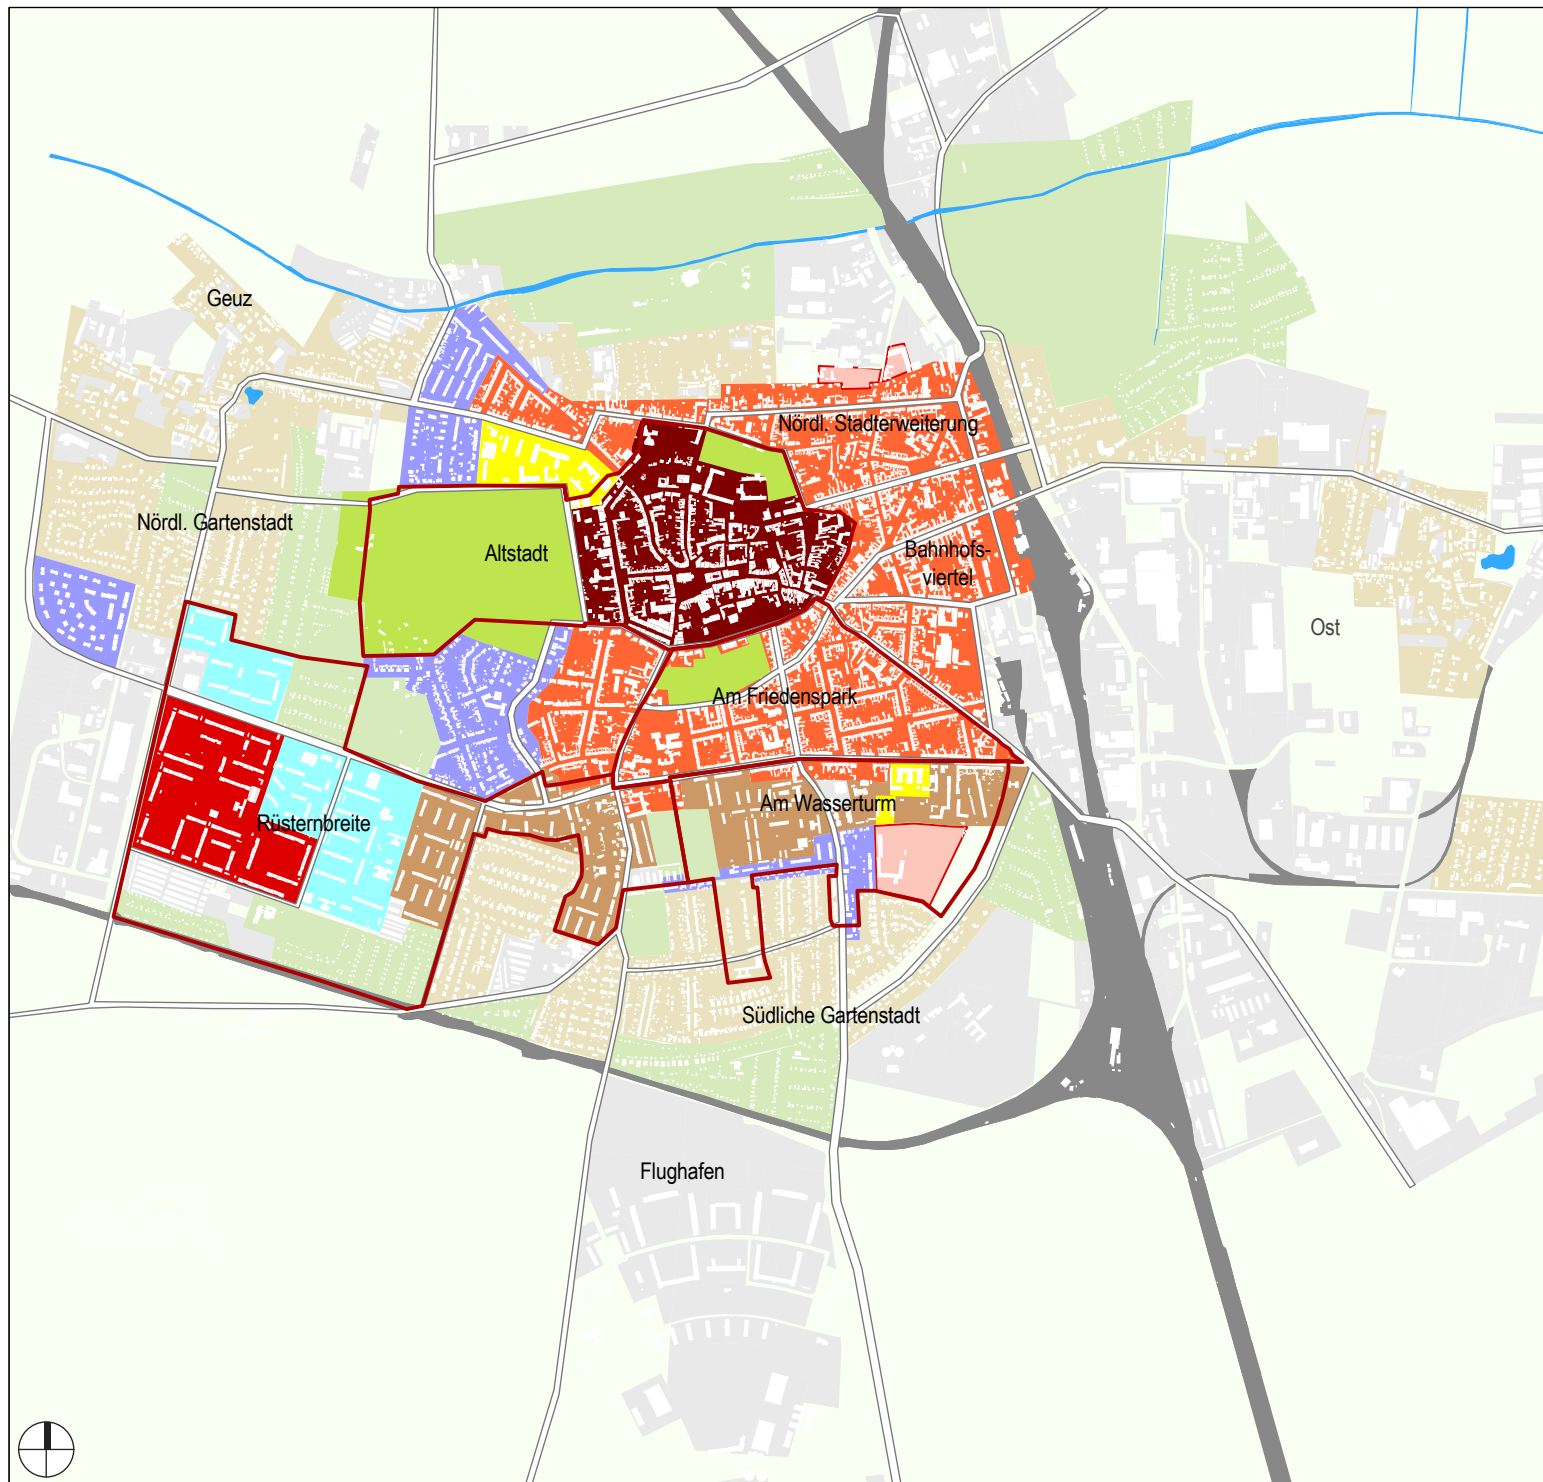 Geuz
Nördl. Stadterweiterung
Nördl. Gartenstadt
Altstadt
Bahnhofs-
viertel
Ost
Am Friedenspark
Am Wasserturm
Rüsternbreite
Südliche Gartenstadt
Flughafen